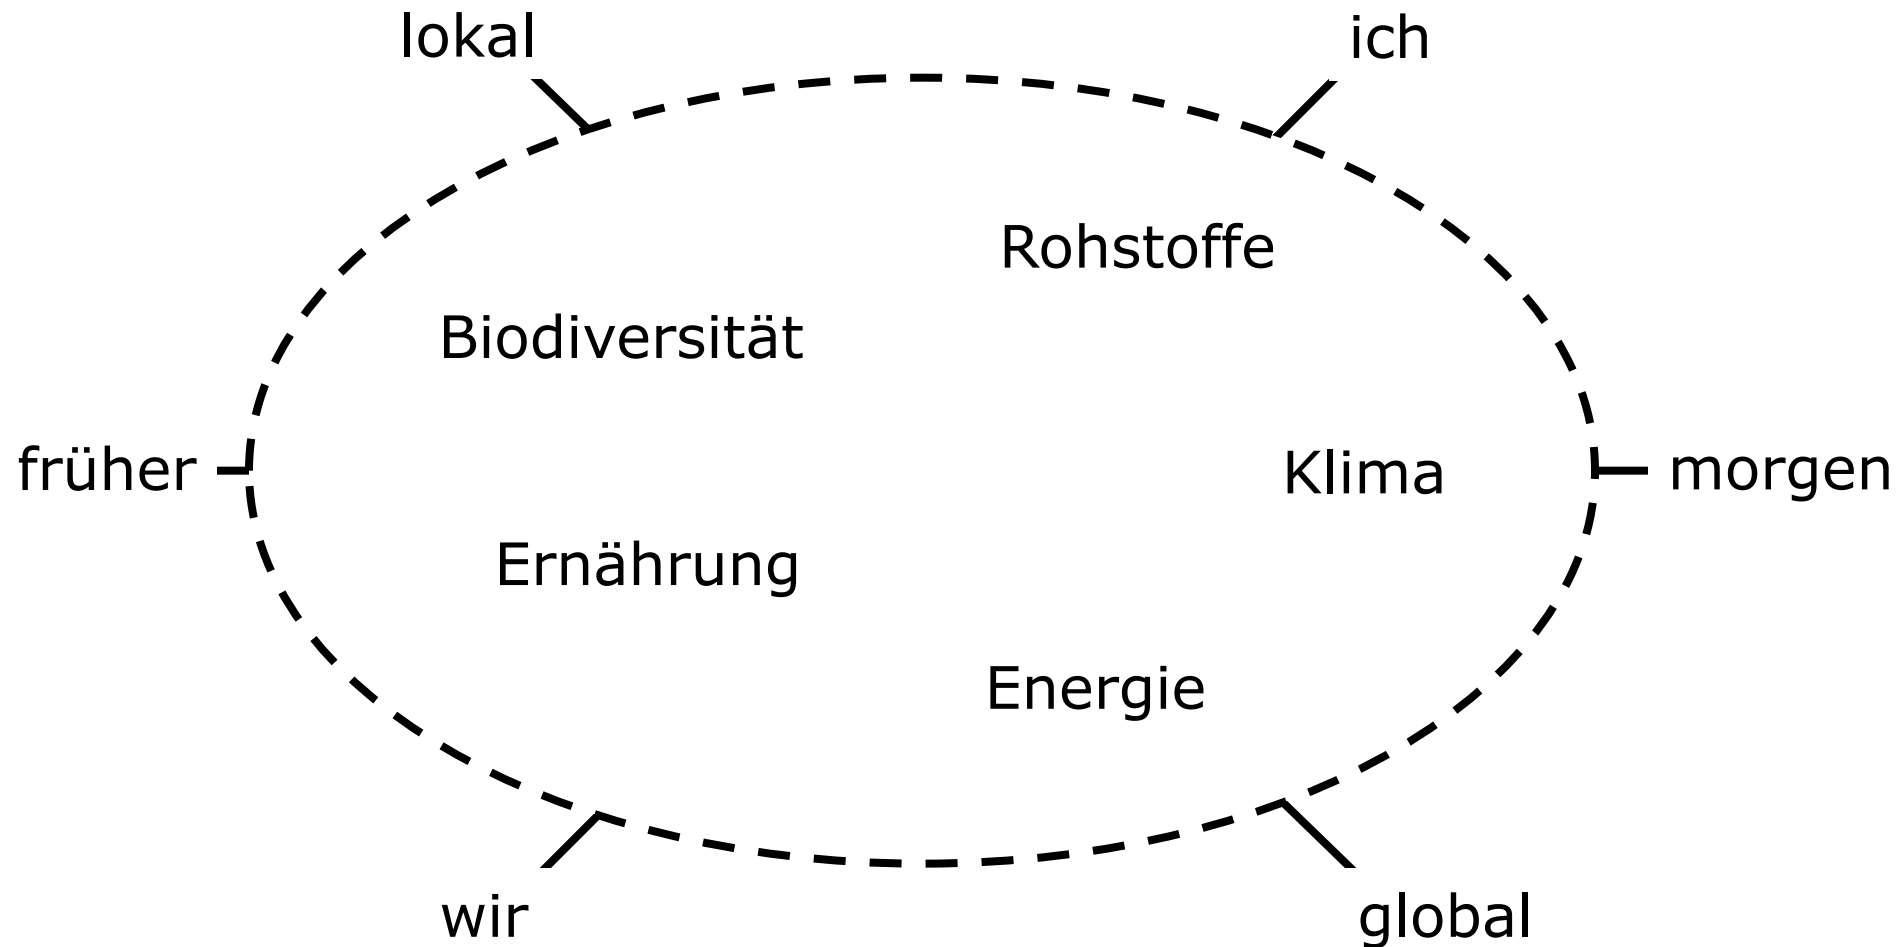 lokal
ich
Rohstoffe
Biodiversität
früher
Klima
morgen
Ernährung
Energie
wir
global